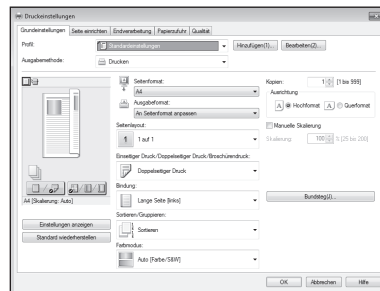 Druckeinstellungen
Grundeinstellungen Seite einrichten Endverarbeitung Papierzufuhr Qualität
Profil: Standardeinstellungen Hinzufügen(1)... Bearbeiten(2)...
Ausgabemethode: Drucken
Seitenformat:
A4
Ausgabeformat:
An Seitenformat anpassen
Seitenlayout:
1 1 auf 1
Einseitiger Druck/Doppelseitiger Druck/Broschürendruck:
Doppelseitiger Druck
Bindung:
Lange Seite [links]
Sortieren/Gruppieren:
Sortieren
Farbmodus:
Auto [Farbe/S&W]
Kopien: 1 [1 bis 999]
Ausrichtung
A Hochformat A Querformat
Manuelle Skalierung
Skalierung: 100 % [25 bis 200]
Bundsteg(J)...
A4 [Skalierung: Auto]
Einstellungen anzeigen
Standard wiederherstellen
OK Abbrechen Hilfe